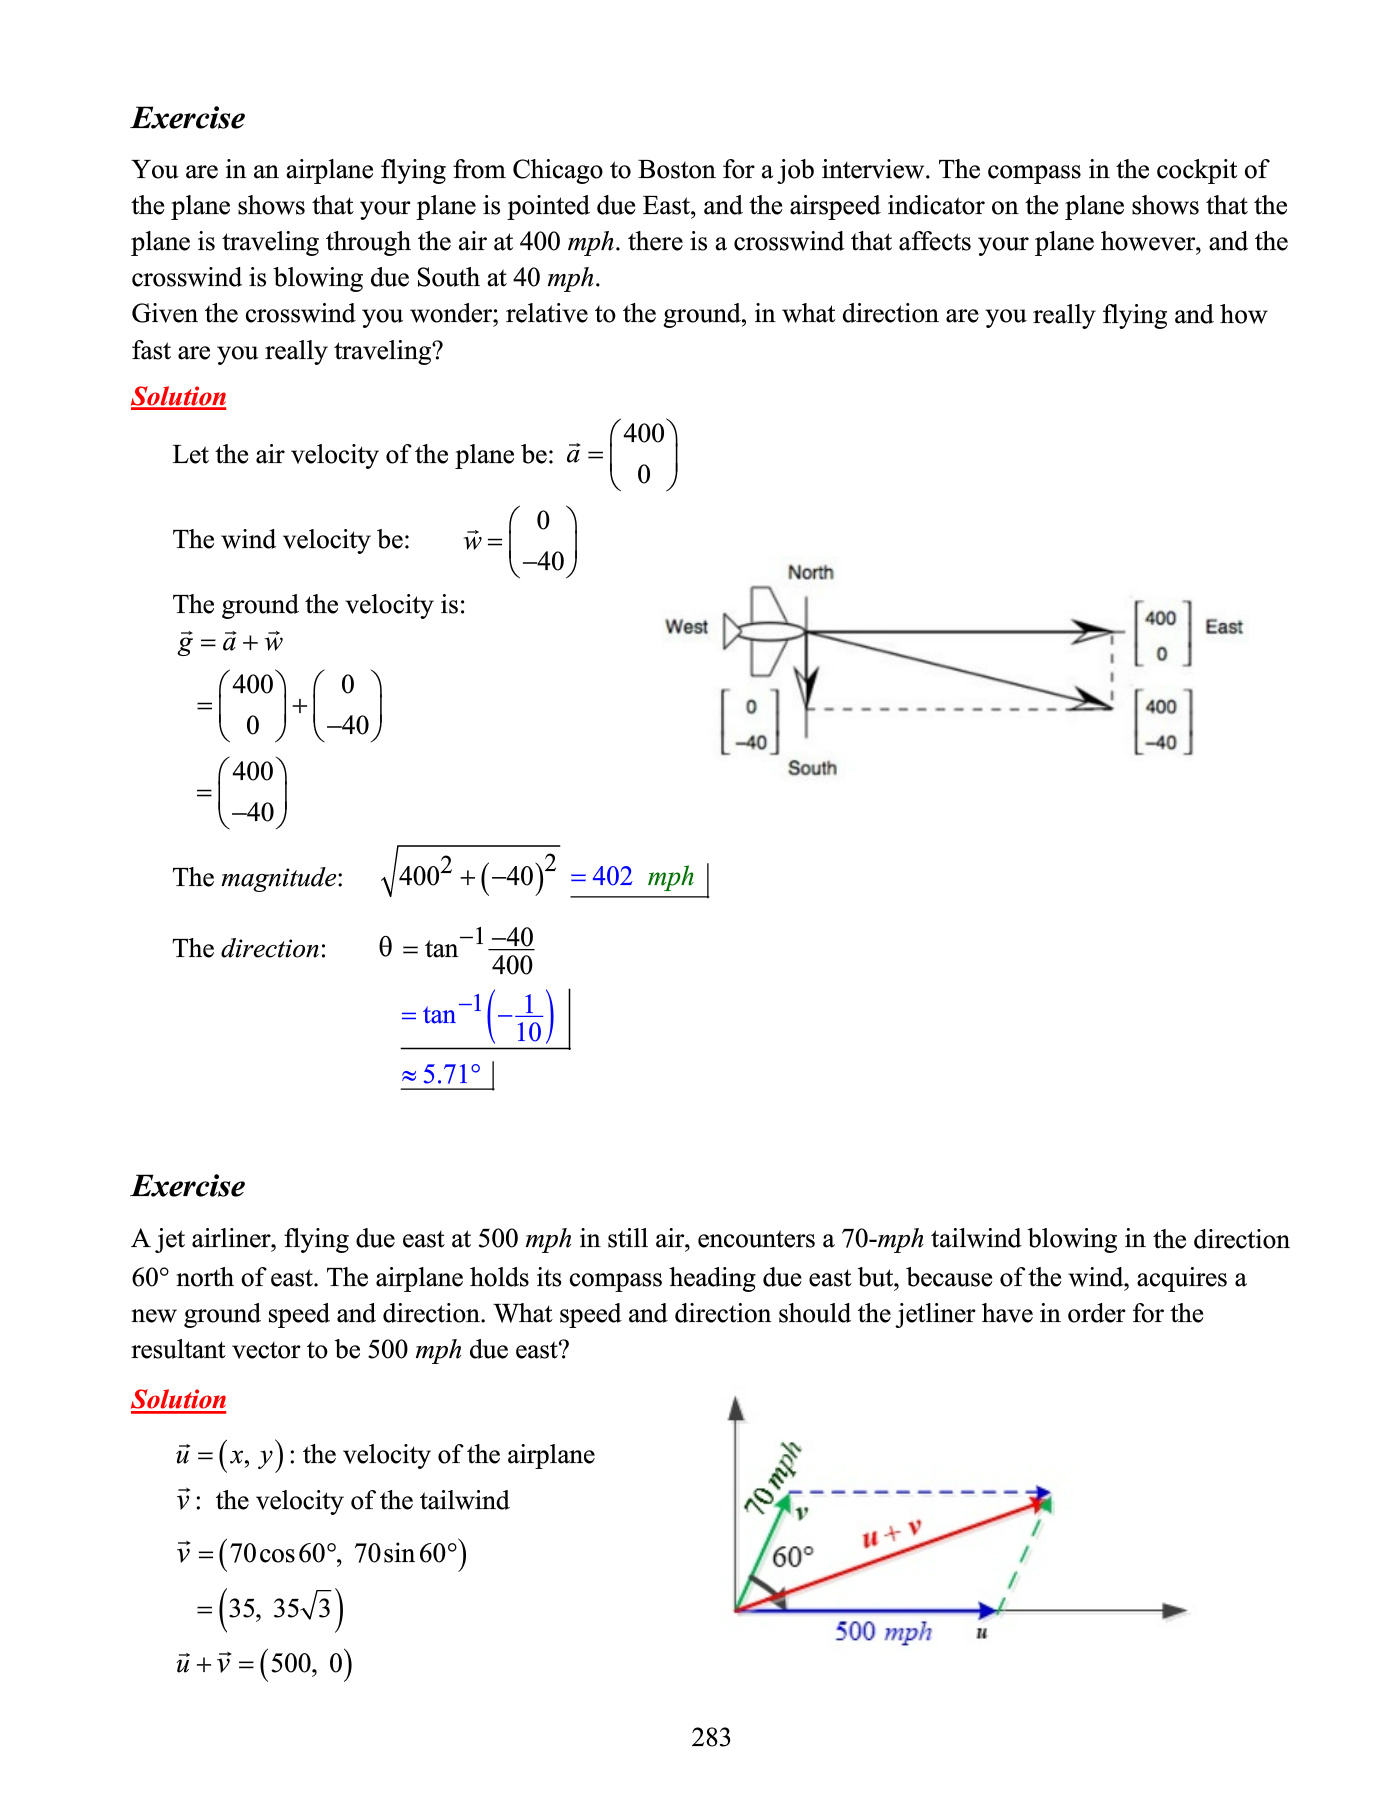 Exercise
You are in an airplane flying from Chicago to Boston for a job interview. The compass in the cockpit of
the plane shows that your plane is pointed due East, and the airspeed indicator on the plane shows that the
plane is traveling through the air at 400 mph. there is a crosswind that affects your plane however, and the
crosswind is blowing due South at 40 mph.
Given the crosswind you wonder; relative to the ground, in what direction are you really flying and how
fast are you really traveling?
Solution
Let the air velocity of the plane be: \vec{a} = \begin{pmatrix} 400 \\ 0 \end{pmatrix}
The wind velocity be: \vec{w} = \begin{pmatrix} 0 \\ -40 \end{pmatrix}
The ground the velocity is:
\vec{g} = \vec{a} + \vec{w}
= \begin{pmatrix} 400 \\ 0 \end{pmatrix} + \begin{pmatrix} 0 \\ -40 \end{pmatrix}
= \begin{pmatrix} 400 \\ -40 \end{pmatrix}
North
West
\begin{bmatrix} 400 \\ 0 \end{bmatrix} East
\begin{bmatrix} 0 \\ -40 \end{bmatrix}
\begin{bmatrix} 400 \\ -40 \end{bmatrix}
South
The magnitude: \sqrt{400^2 + (-40)^2} = 402 mph
The direction: θ = tan^{-1} \frac{-40}{400}
= tan^{-1}(-\frac{1}{10})
≈ 5.71°
Exercise
A jet airliner, flying due east at 500 mph in still air, encounters a 70-mph tailwind blowing in the direction
60° north of east. The airplane holds its compass heading due east but, because of the wind, acquires a
new ground speed and direction. What speed and direction should the jetliner have in order for the
resultant vector to be 500 mph due east?
Solution
\vec{u} = (x, y): the velocity of the airplane
\vec{v}: the velocity of the tailwind
\vec{v} = (70 cos 60°, 70 sin 60°)
= (35, 35√3)
\vec{u} + \vec{v} = (500, 0)
70 mph
v
u + v
60°
500 mph u
283